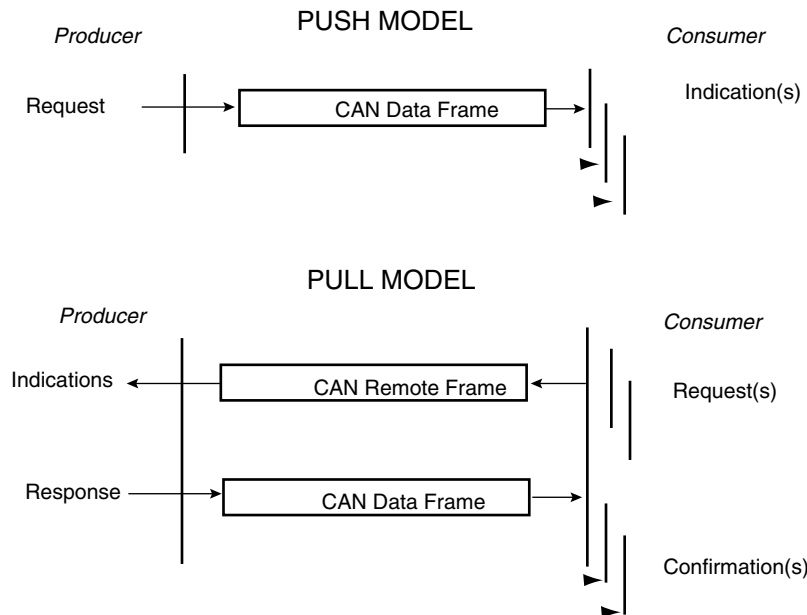 PUSH MODEL
Producer
Consumer
Request
CAN Data Frame
Indication(s)
PULL MODEL
Producer
Consumer
Indications
CAN Remote Frame
Request(s)
Response
CAN Data Frame
Confirmation(s)